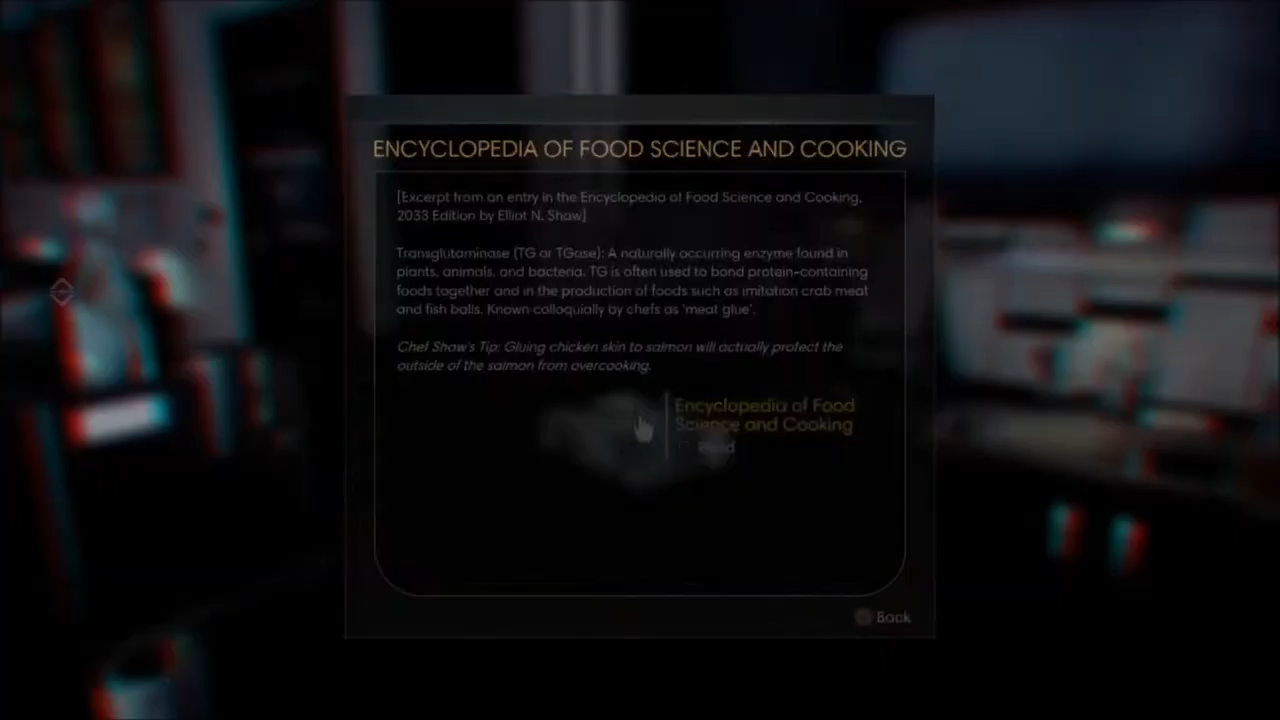 ENCYCLOPEDIA OF FOOD SCIENCE AND COOKING
[Excerpt from an entry in the Encyclopedia of Food Science and Cooking,
2033 Edition by Elliot N. Shaw]
Transglutaminase (TG or TGase): A naturally occurring enzyme found in
plants, animals, and bacteria. TG is often used to bond protein-containing
foods together and in the production of foods such as imitation crab meat
and fish balls. Known colloquially by chefs as 'meat glue'.
Chef Shaw's Tip: Gluing chicken skin to salmon will actually protect the
outside of the salmon from overcooking.
Encyclopedia of Food
Science and Cooking
Read
Back